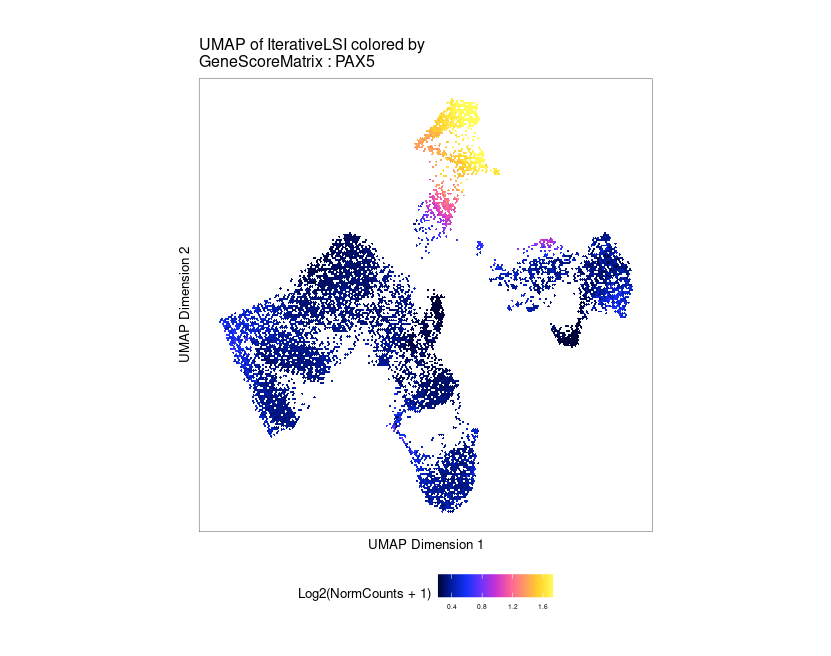 UMAP of IterativeLSI colored by
GeneScoreMatrix : PAX5
UMAP Dimension 2
UMAP Dimension 1
Log2(NormCounts + 1)
0.4 0.8 1.2 1.6